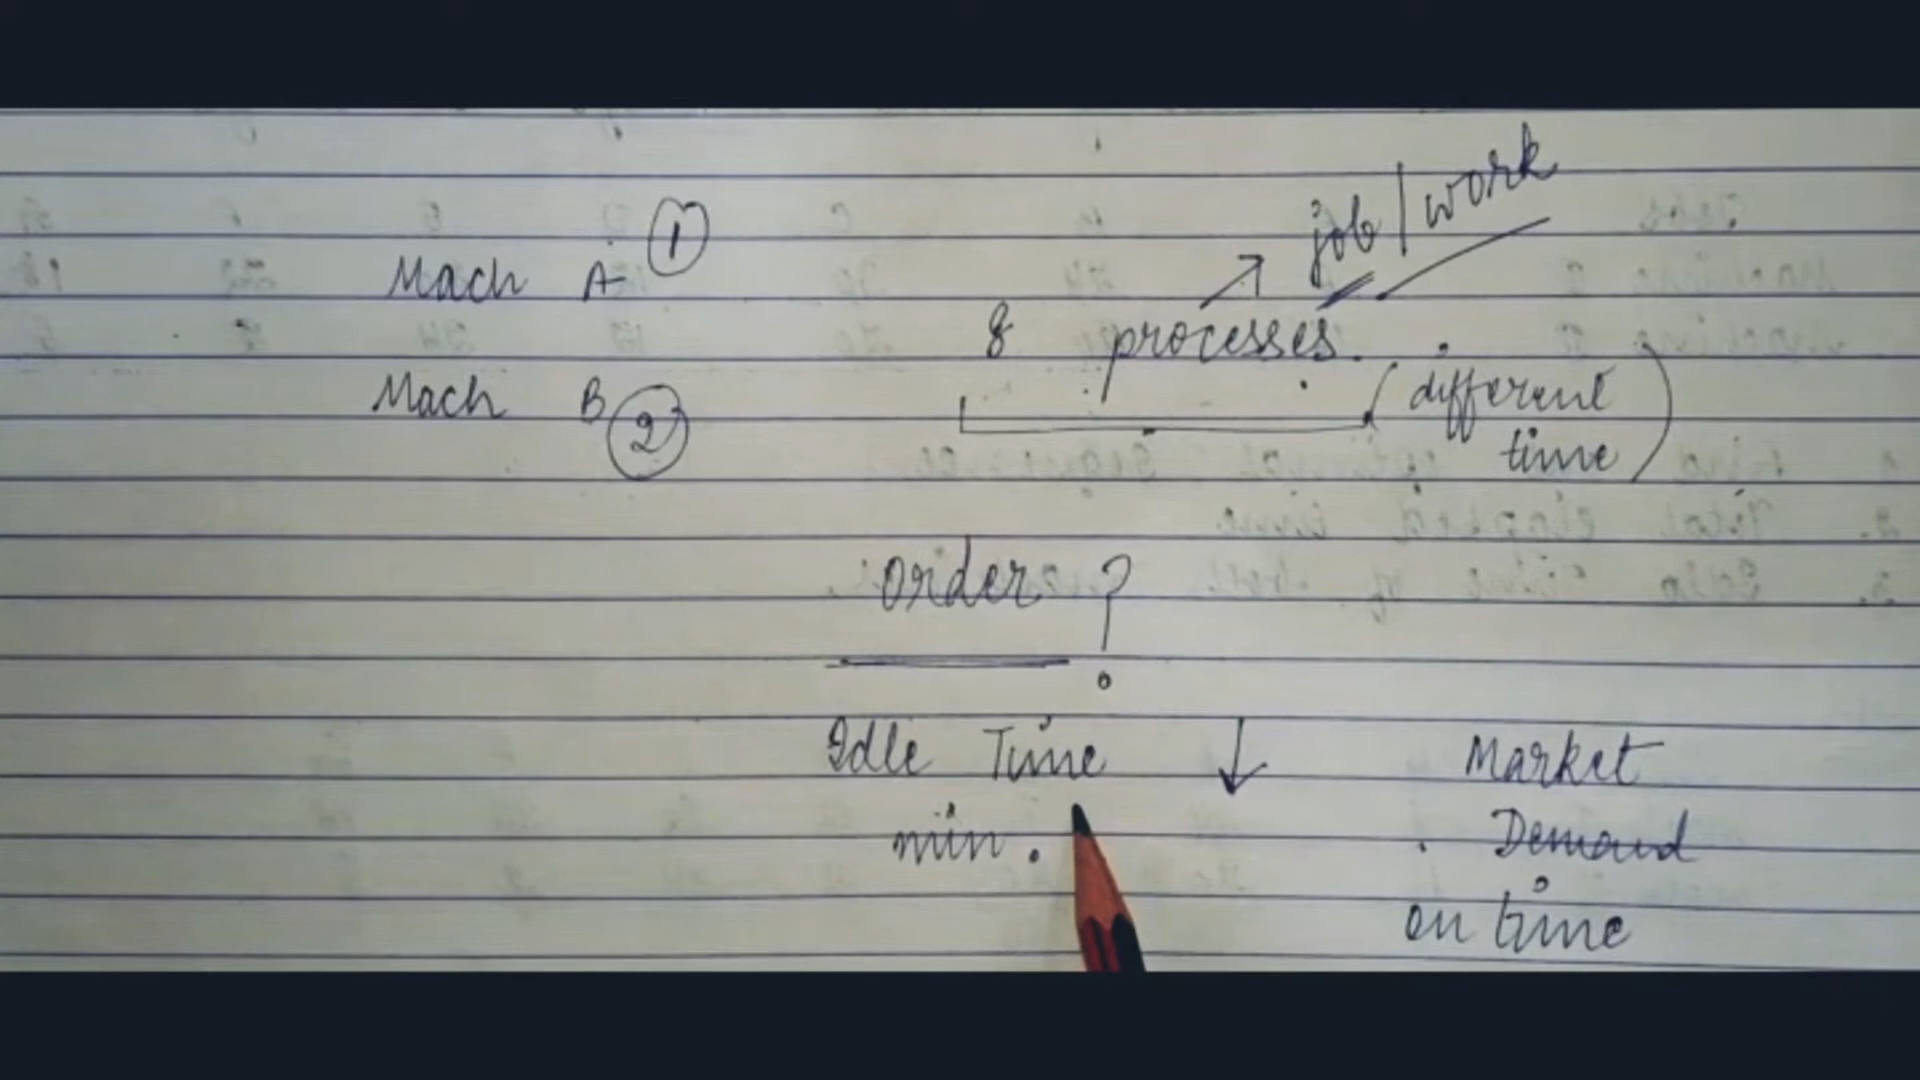 job / work
Mach A 1
8 processes.
Mach B 2
(different
time)
order ?
Idle Time ↓
min.
Market
Demand
on time